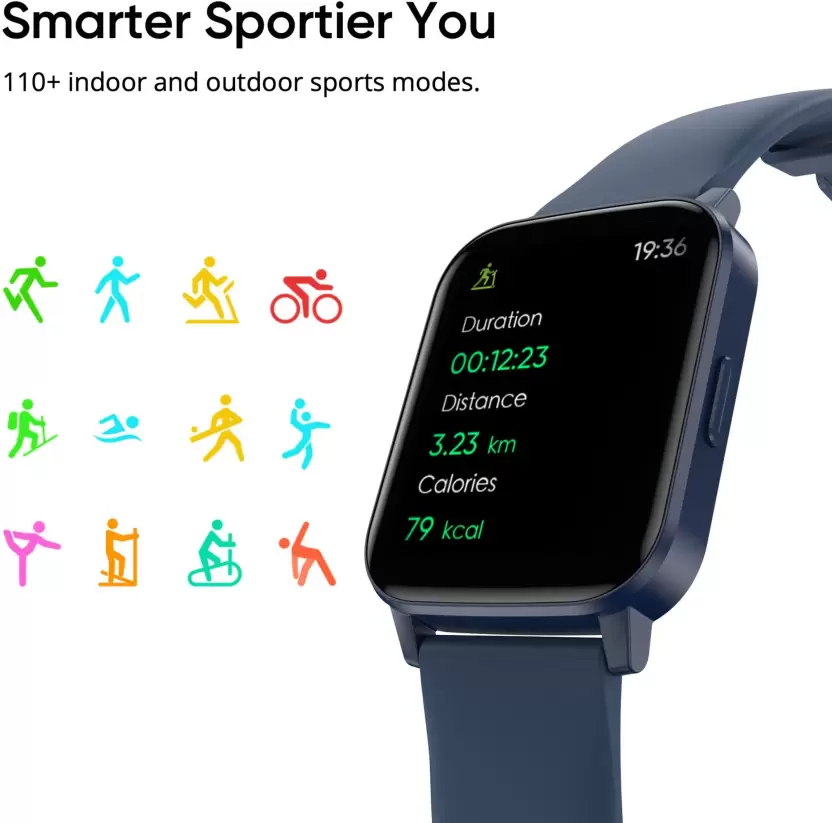 Smarter Sportier You
110+ indoor and outdoor sports modes.
19:36
Duration
00:12:23
Distance
3.23 km
Calories
79 kcal